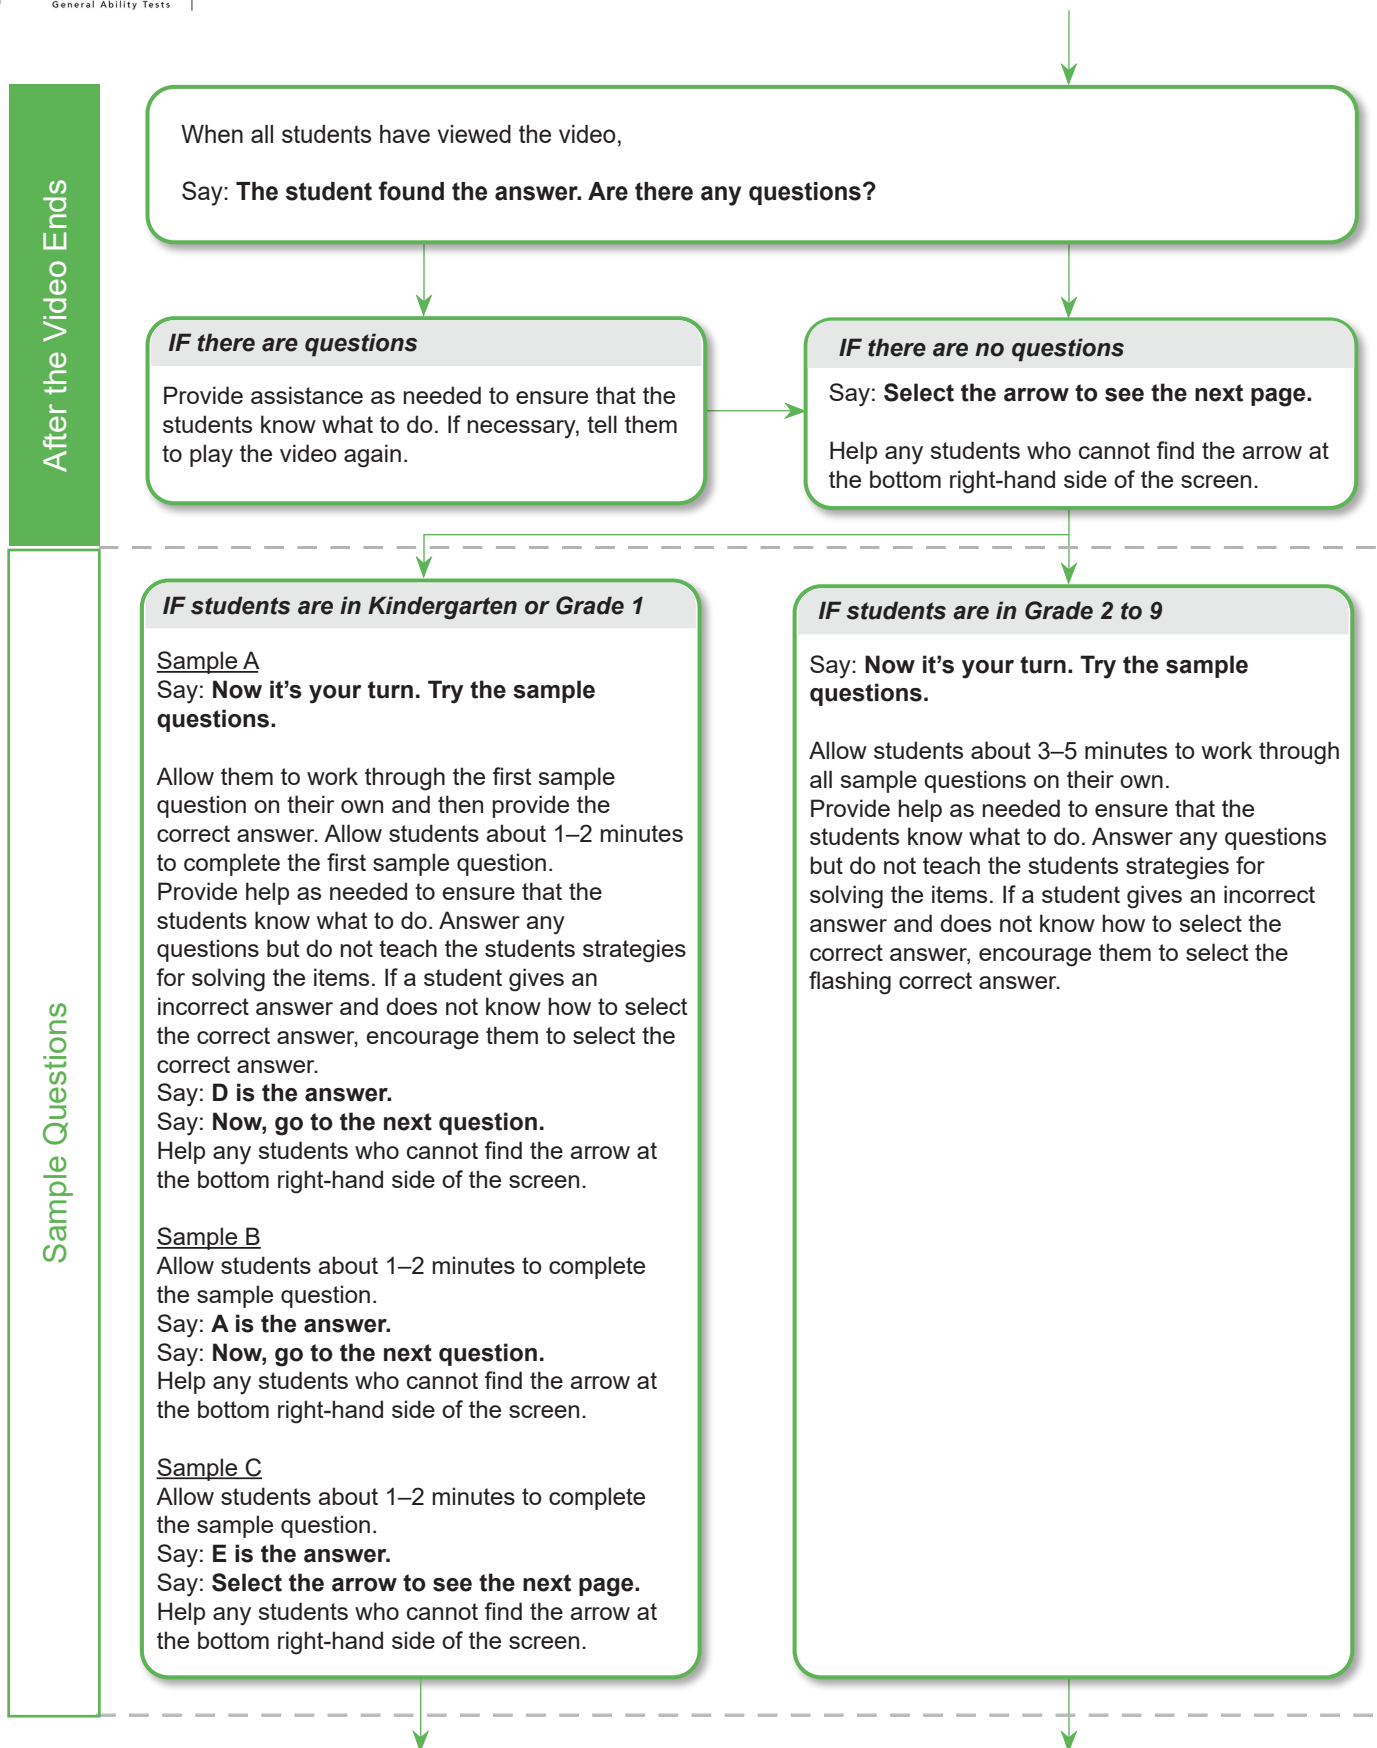 General Ability Tests
After the Video Ends
When all students have viewed the video,
Say: The student found the answer. Are there any questions?
IF there are questions
Provide assistance as needed to ensure that the
students know what to do. If necessary, tell them
to play the video again.
IF there are no questions
Say: Select the arrow to see the next page.
Help any students who cannot find the arrow at
the bottom right-hand side of the screen.
Sample Questions
IF students are in Kindergarten or Grade 1
Sample A
Say: Now it’s your turn. Try the sample
questions.
Allow them to work through the first sample
question on their own and then provide the
correct answer. Allow students about 1–2 minutes
to complete the first sample question.
Provide help as needed to ensure that the
students know what to do. Answer any
questions but do not teach the students strategies
for solving the items. If a student gives an
incorrect answer and does not know how to select
the correct answer, encourage them to select the
correct answer.
Say: D is the answer.
Say: Now, go to the next question.
Help any students who cannot find the arrow at
the bottom right-hand side of the screen.
Sample B
Allow students about 1–2 minutes to complete
the sample question.
Say: A is the answer.
Say: Now, go to the next question.
Help any students who cannot find the arrow at
the bottom right-hand side of the screen.
Sample C
Allow students about 1–2 minutes to complete
the sample question.
Say: E is the answer.
Say: Select the arrow to see the next page.
Help any students who cannot find the arrow at
the bottom right-hand side of the screen.
IF students are in Grade 2 to 9
Say: Now it’s your turn. Try the sample
questions.
Allow students about 3–5 minutes to work through
all sample questions on their own.
Provide help as needed to ensure that the
students know what to do. Answer any questions
but do not teach the students strategies for
solving the items. If a student gives an incorrect
answer and does not know how to select the
correct answer, encourage them to select the
flashing correct answer.